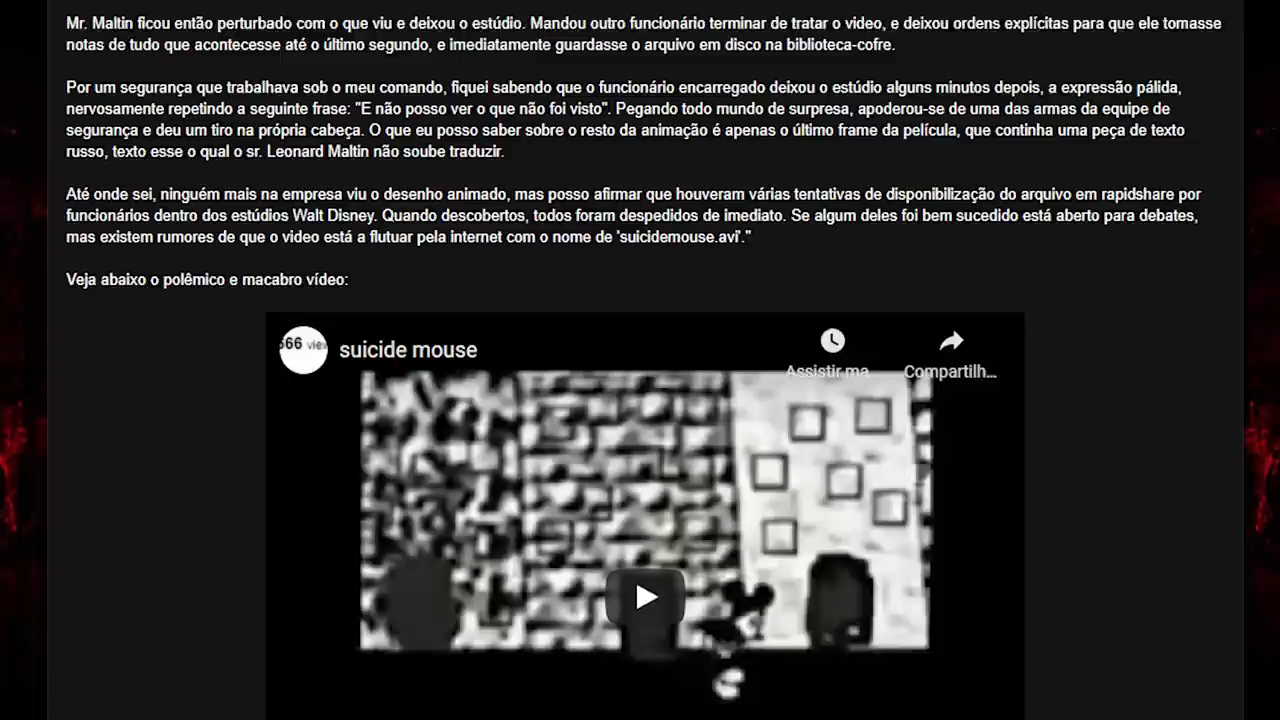 Mr. Maltin ficou então perturbado com o que viu e deixou o estúdio. Mandou outro funcionário terminar de tratar o video, e deixou ordens explícitas para que ele tomasse
notas de tudo que acontecesse até o último segundo, e imediatamente guardasse o arquivo em disco na biblioteca-cofre.
Por um segurança que trabalhava sob o meu comando, fiquei sabendo que o funcionário encarregado deixou o estúdio alguns minutos depois, a expressão pálida,
nervosamente repetindo a seguinte frase: "E não posso ver o que não foi visto". Pegando todo mundo de surpresa, apoderou-se de uma das armas da equipe de
segurança e deu um tiro na própria cabeça. O que eu posso saber sobre o resto da animação é apenas o último frame da película, que continha uma peça de texto
russo, texto esse o qual o sr. Leonard Maltin não soube traduzir.
Até onde sei, ninguém mais na empresa viu o desenho animado, mas posso afirmar que houveram várias tentativas de disponibilização do arquivo em rapidshare por
funcionários dentro dos estúdios Walt Disney. Quando descobertos, todos foram despedidos de imediato. Se algum deles foi bem sucedido está aberto para debates,
mas existem rumores de que o video está a flutuar pela internet com o nome de 'suicidemouse.avi'."
Veja abaixo o polêmico e macabro vídeo:
666 view
suicide mouse
Assistir ma
Compartilh...